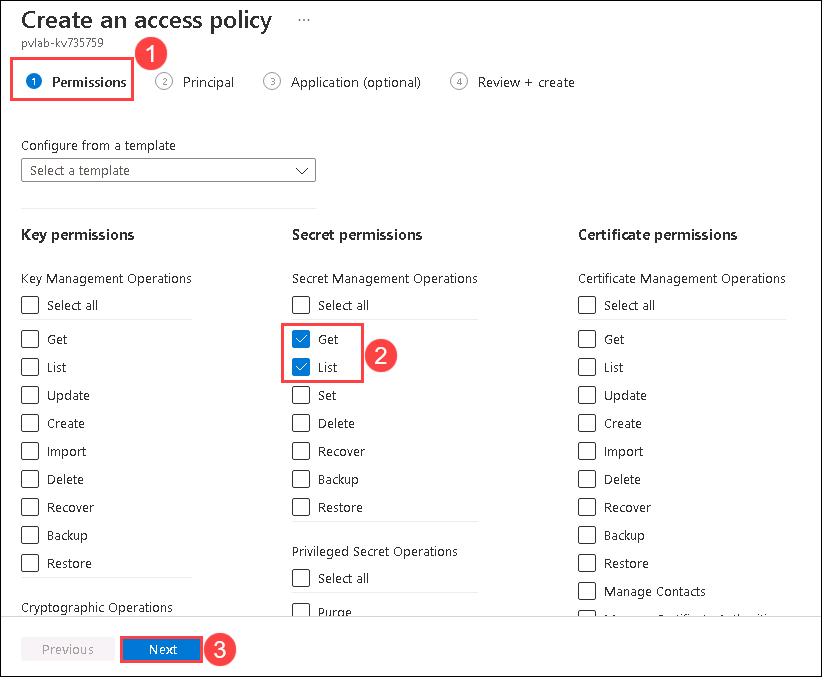 Create an access policy ...
pvlab-kv735759
1
1 Permissions
2 Principal
3 Application (optional)
4 Review + create
Configure from a template
Select a template
Key permissions
Key Management Operations
Select all
Get
List
Update
Create
Import
Delete
Recover
Backup
Restore
Cryptographic Operations
Secret permissions
Secret Management Operations
Select all
Get
List
2
Set
Delete
Recover
Backup
Restore
Privileged Secret Operations
Select all
Purge
Certificate permissions
Certificate Management Operations
Select all
Get
List
Update
Create
Import
Delete
Recover
Backup
Restore
Manage Contacts
Previous
Next
3